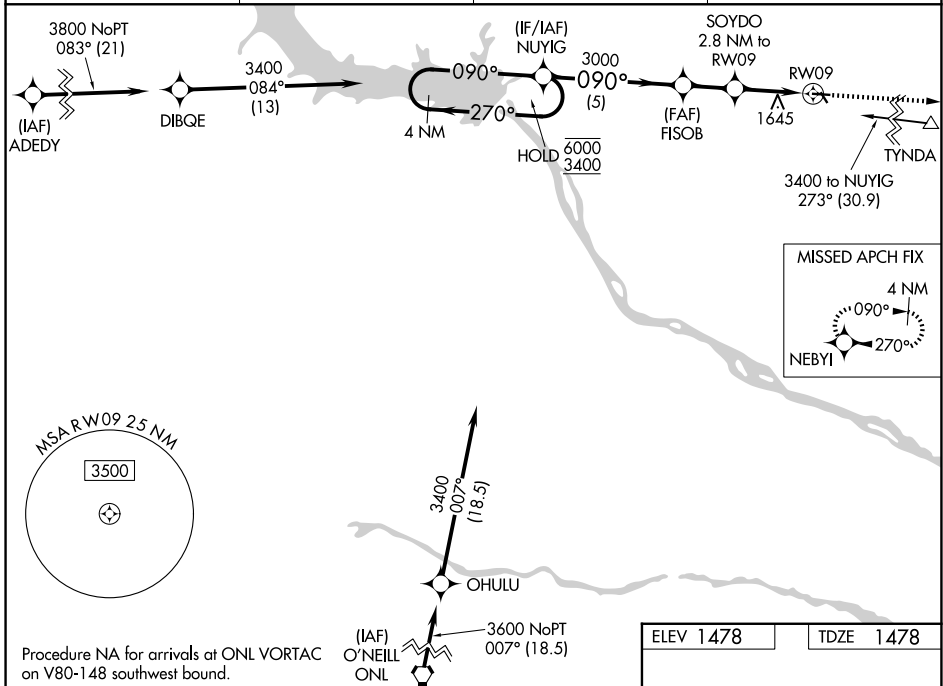 3800 NoPT
083° (21)
(IAF)
ADEDY
DIBQE
3400
084°
(13)
(IF/IAF)
NUYIG
090°
270°
4 NM
HOLD
6000
3400
3000
090°
(5)
(FAF)
FISOB
SOYDO
2.8 NM to
RW09
RW09
1645
TYNDA
3400 to NUYIG
273° (30.9)
MISSED APCH FIX
4 NM
090°
270°
NEBYI
MSA RW09 25 NM
3500
3400
007°
(18.5)
OHULU
3600 NoPT
007° (18.5)
(IAF)
O'NEILL
ONL
Procedure NA for arrivals at ONL VORTAC
on V80-148 southwest bound.
ELEV 1478
TDZE 1478